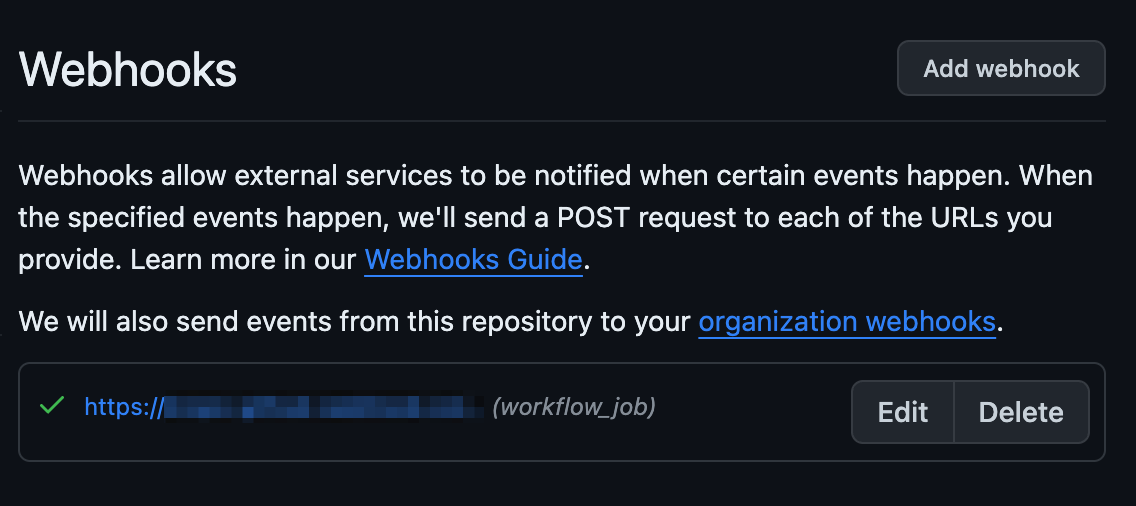 Webhooks
Add webhook
Webhooks allow external services to be notified when certain events happen. When
the specified events happen, we'll send a POST request to each of the URLs you
provide. Learn more in our Webhooks Guide.
We will also send events from this repository to your organization webhooks.
https:// (workflow_job)
Edit
Delete